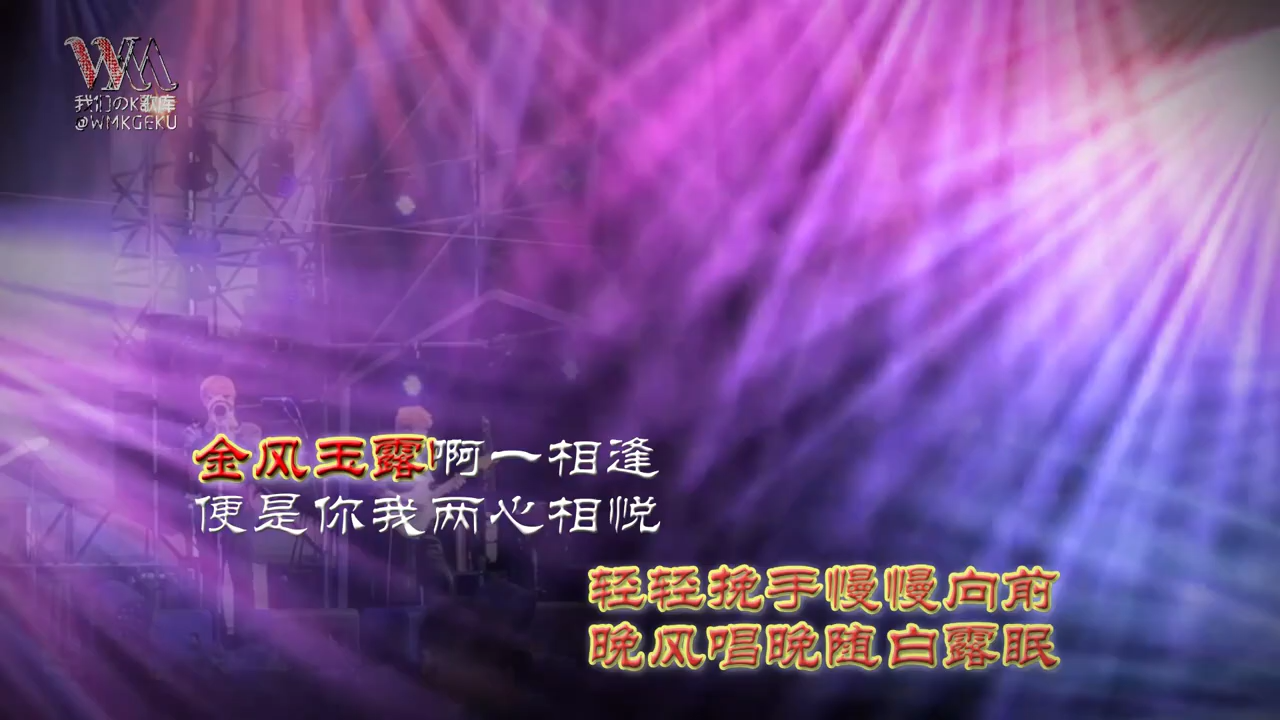 WM
我们のK歌库
@WMKGEKU
金风玉露啊一相逢
便是你我两心相悦
轻轻挽手慢慢向前
晚风唱晚随白露眠